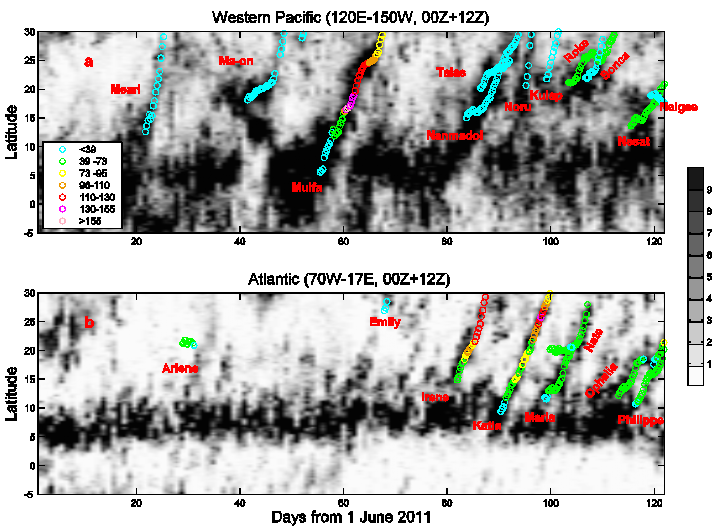 Western Pacific (120E-150W, 00Z+12Z)
30
25
20
15
10
5
0
-5
Latitude
a
Meari
Ma-on
Muifa
Talas
Nanmadol
Noru
Kulap
Roke
Sonca
Nesat
Nalgae
<39
39 -73
73 -95
96-110
110-130
130-155
>155
20
40
60
80
100
120
Atlantic (70W-17E, 00Z+12Z)
30
25
20
15
10
5
0
-5
Latitude
b
Arlene
Emily
Irene
Katia
Maria
Nate
Ophelia
Philippe
20
40
60
80
100
120
Days from 1 June 2011
9
8
7
6
5
4
3
2
1